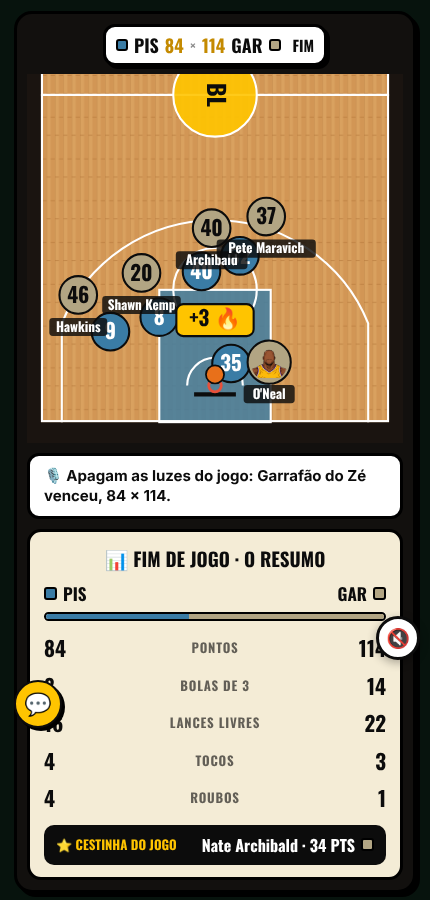 PIS 84 × 114 GAR FIM
BL
37
40
Pete Maravich
Archibald
40
20
46
Shawn Kemp
8
+3 🔥
Hawkins
9
35
O'Neal
🎙️ Apagam as luzes do jogo: Garrafão do Zé
venceu, 84 × 114.
📊 FIM DE JOGO · O RESUMO
PIS GAR
84 PONTOS 114
BOLAS DE 3 14
LANCES LIVRES 22
4 TOCOS 3
4 ROUBOS 1
⭐ CESTINHA DO JOGO Nate Archibald · 34 PTS